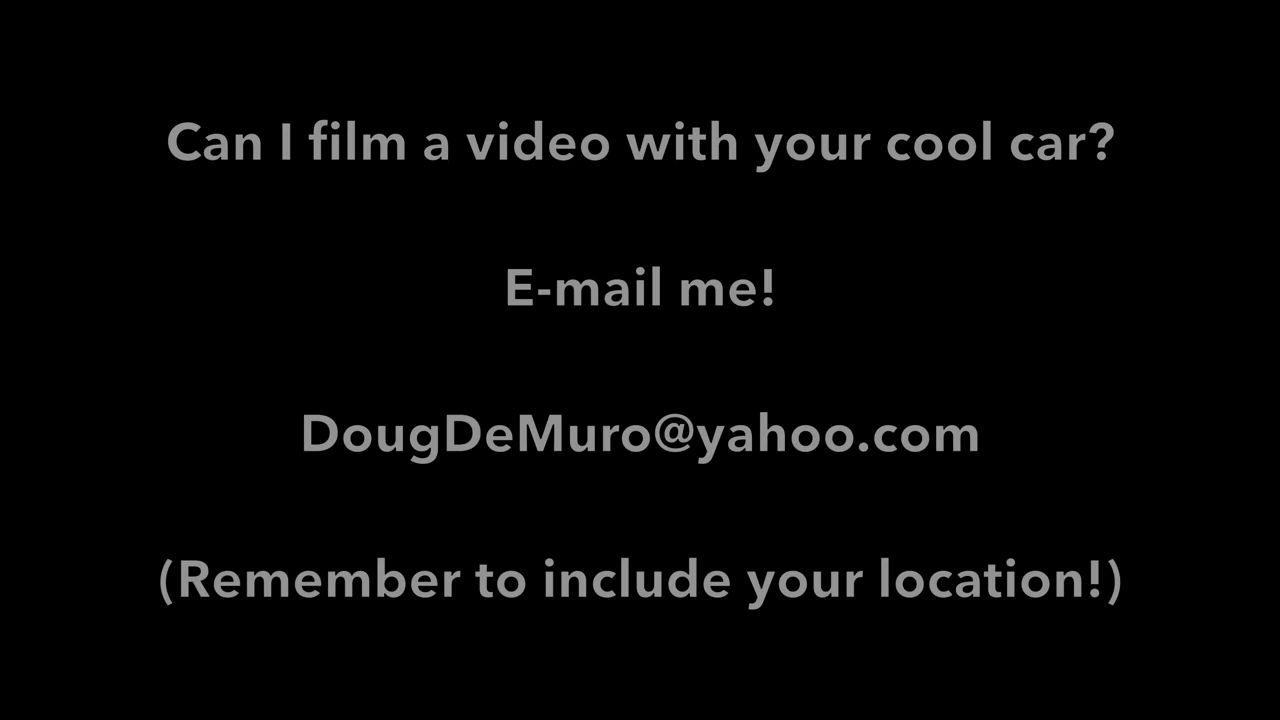 Can I film a video with your cool car?
E-mail me!
DougDeMuro@yahoo.com
(Remember to include your location!)